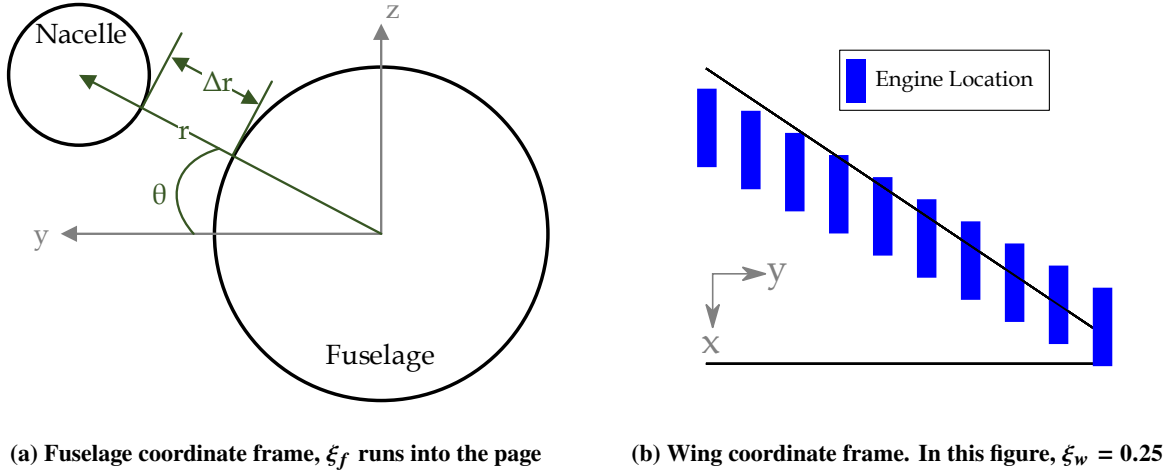 Nacelle
z
Δr
r
θ
y
Fuselage
Engine Location
y
x
(a) Fuselage coordinate frame, ξ_f runs into the page
(b) Wing coordinate frame. In this figure, ξ_w = 0.25